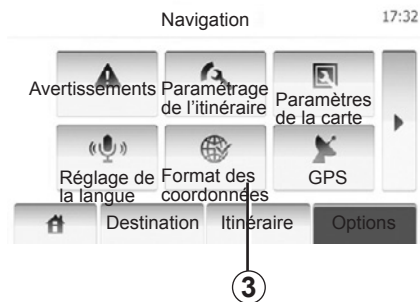 Navigation
17:32
Avertissements
Paramétrage
de l'itinéraire
Paramètres
de la carte
Réglage de
la langue
Format des
coordonnées
GPS
Destination
Itinéraire
Options
3